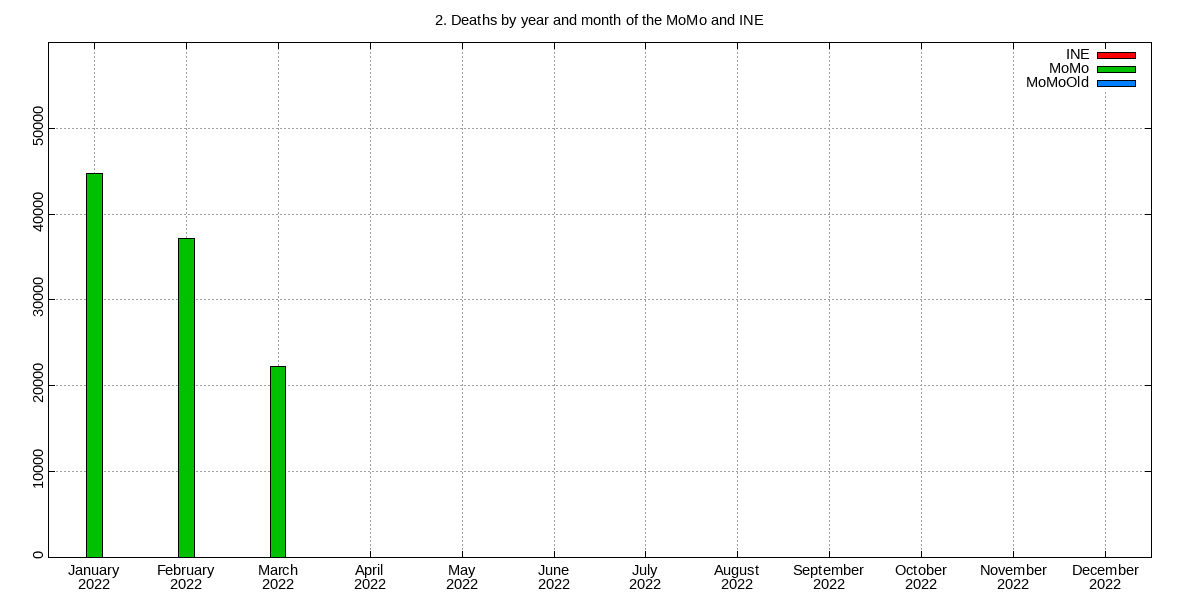 2. Deaths by year and month of the MoMo and INE
INE
MoMo
MoMoOld
50000
40000
30000
20000
10000
0
January February March April May June July August September October November December
2022 2022 2022 2022 2022 2022 2022 2022 2022 2022 2022 2022